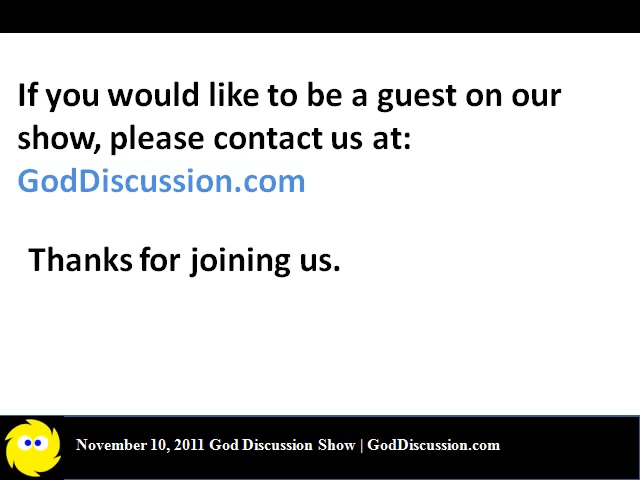 If you would like to be a guest on our
show, please contact us at:
GodDiscussion.com
Thanks for joining us.
November 10, 2011 God Discussion Show | GodDiscussion.com